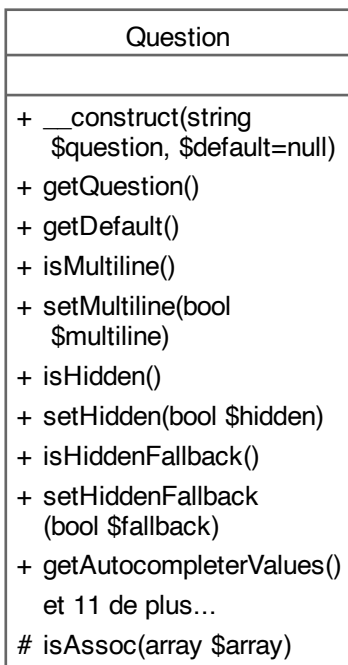 Question
+ __construct(string
$question, $default=null)
+ getQuestion()
+ getDefault()
+ isMultiline()
+ setMultiline(bool
$multiline)
+ isHidden()
+ setHidden(bool $hidden)
+ isHiddenFallback()
+ setHiddenFallback
(bool $fallback)
+ getAutocompleterValues()
et 11 de plus...
# isAssoc(array $array)